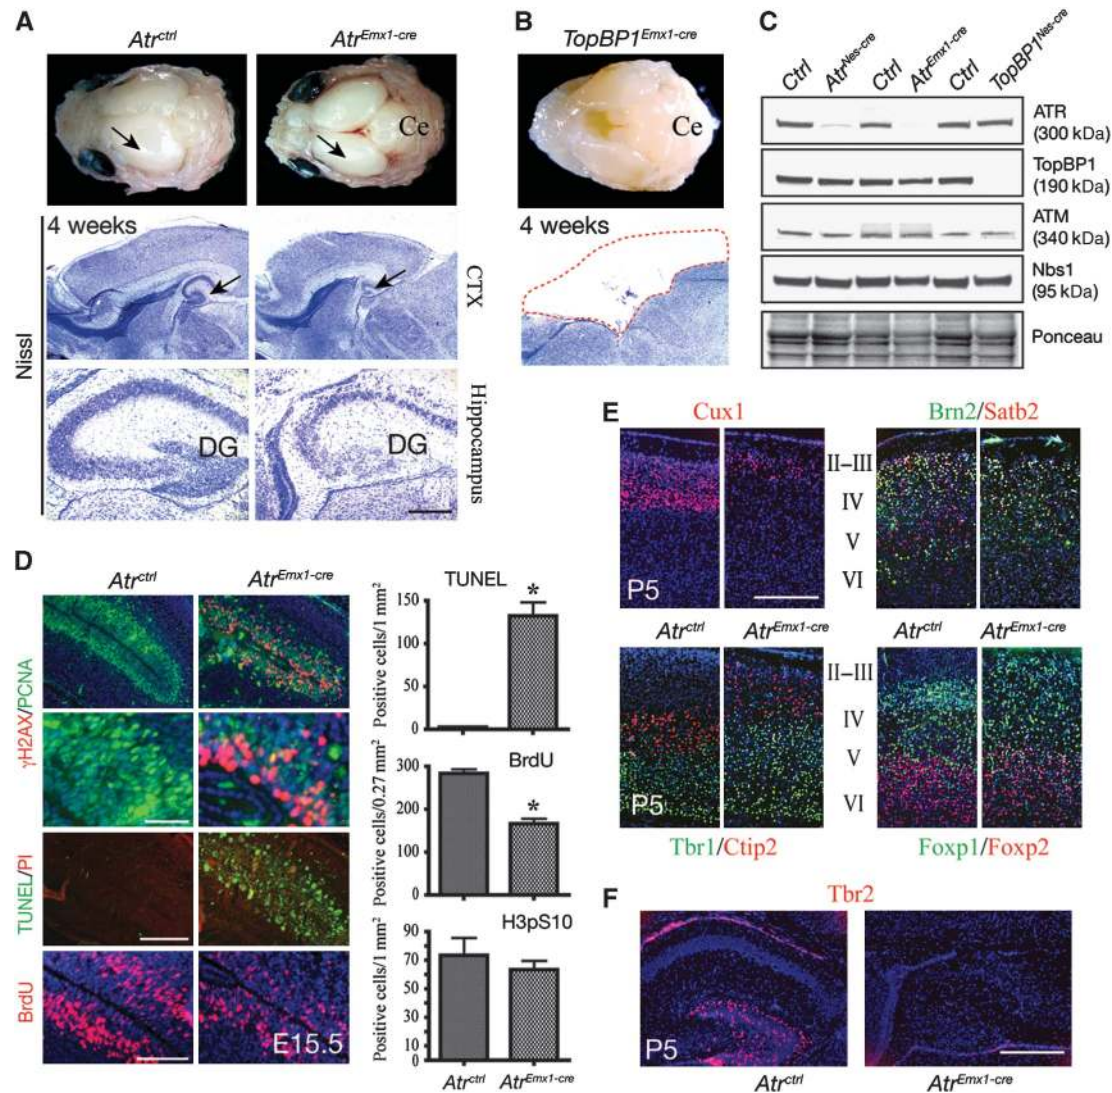 A
Atrctrl
AtrEmx1-cre
Ce
4 weeks
Nissl
CTX
DG
DG
Hippocampus
B
TopBP1Emx1-cre
Ce
4 weeks
C
Ctrl AtrNes-cre Ctrl AtrEmx1-cre Ctrl TopBP1Nes-cre
ATR
(300 kDa)
TopBP1
(190 kDa)
ATM
(340 kDa)
Nbs1
(95 kDa)
Ponceau
D
Atrctrl
AtrEmx1-cre
γH2AX/PCNA
TUNEL/PI
BrdU
E15.5
TUNEL
Positive cells/1 mm²
150
100
50
0
*
BrdU
Positive cells/0.27 mm²
300
200
100
0
*
H3pS10
Positive cells/1 mm²
90
70
60
50
40
30
20
10
0
Atrctrl
AtrEmx1-cre
E
Cux1
Brn2/Satb2
II–III
IV
V
VI
P5
Atrctrl
AtrEmx1-cre
Atrctrl
AtrEmx1-cre
II–III
IV
V
VI
P5
Tbr1/Ctip2
Foxp1/Foxp2
F
Tbr2
P5
Atrctrl
AtrEmx1-cre